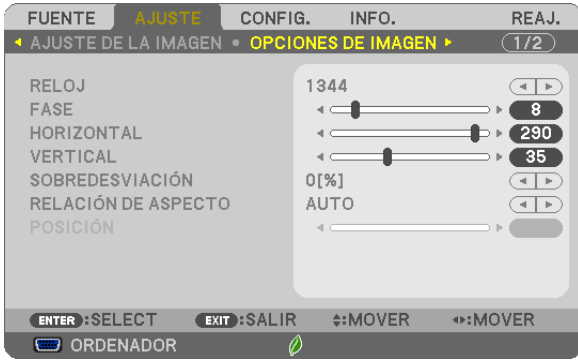 FUENTE AJUSTE CONFIG. INFO. REAJ.
AJUSTE DE LA IMAGEN • OPCIONES DE IMAGEN 1/2
RELOJ 1344
FASE 8
HORIZONTAL 290
VERTICAL 35
SOBREDESVIACIÓN 0[%]
RELACIÓN DE ASPECTO AUTO
POSICIÓN
ENTER :SELECT EXIT :SALIR :MOVER :MOVER
ORDENADOR